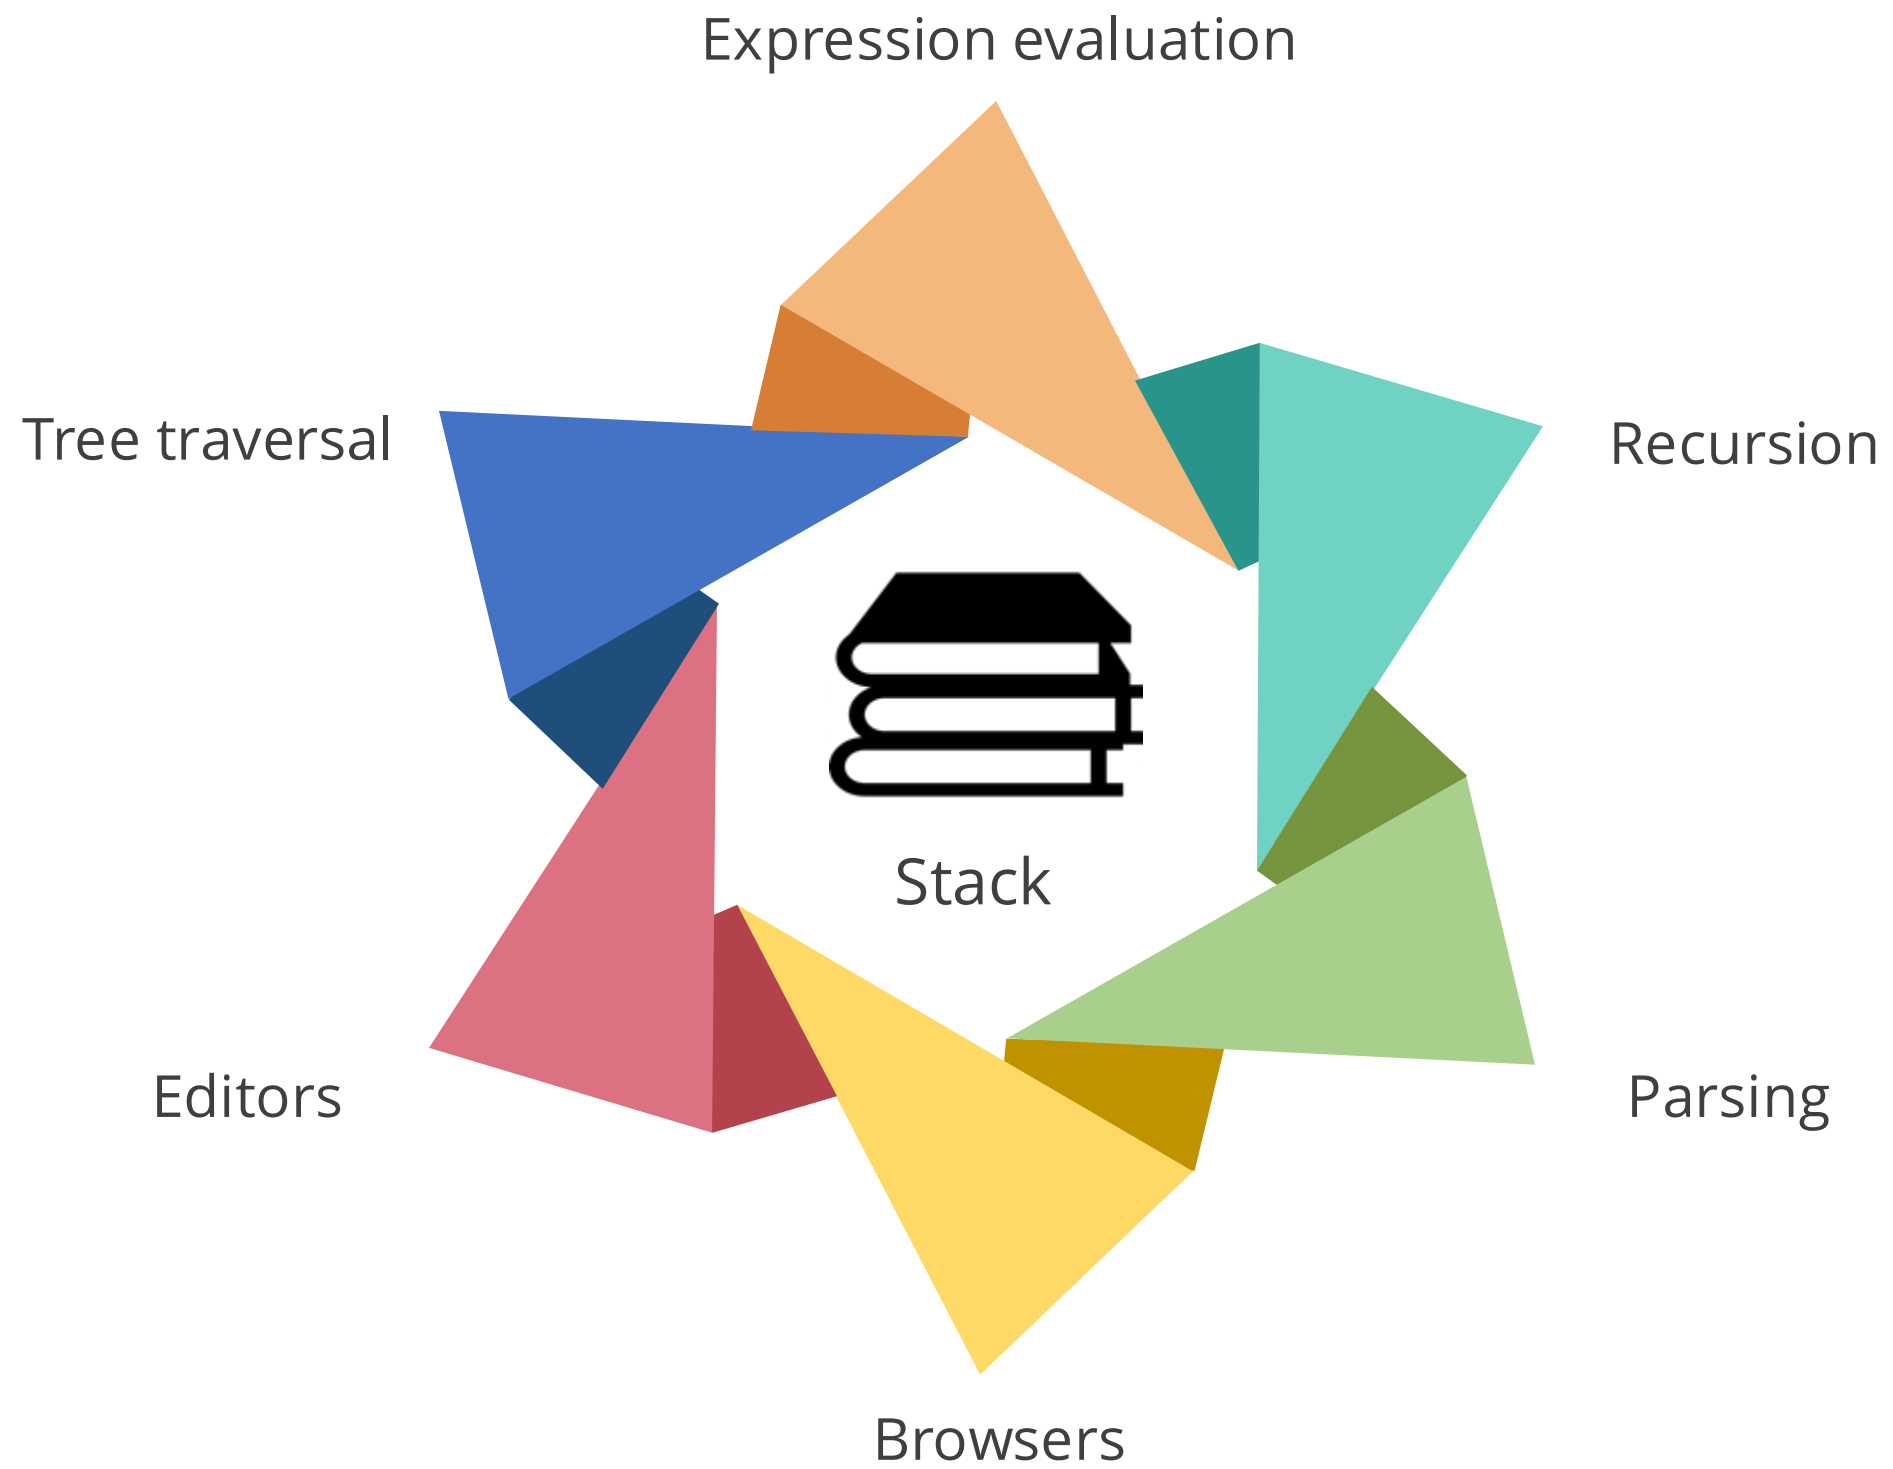 Expression evaluation
Tree traversal
Recursion
Stack
Editors
Parsing
Browsers